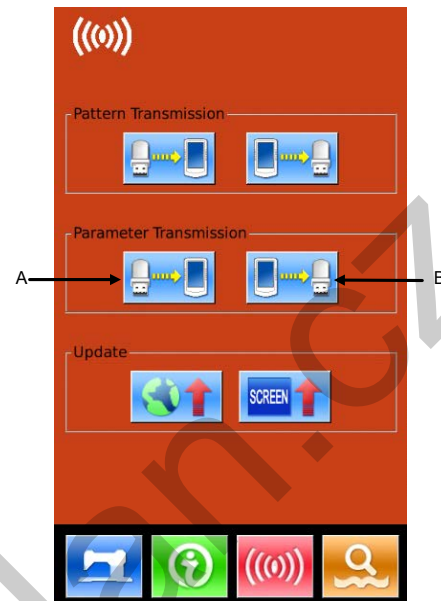 Pattern Transmission
Parameter Transmission
A
B
Update
SCREEN